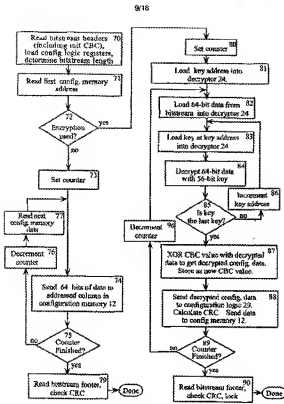 9/18
70
Read bitstream headers
(including init CBC),
load config logic registers,
determine bitstream length
71
Read first config. memory
address
72
Encryption
used?
yes
no
73
Set counter
77
Read next
config. memory
data
76
Decrement
counter
74
Send 64 bits of data to
addressed column in
configuration memory 12.
75
Counter
Finished?
no
yes
79
Read bitstream footer,
check CRC
Done
80
Set counter
81
Load key address into
decryptor 24.
82
Load 64-bit data from
bitstream into decryptor 24
83
Load key at key address
into decryptor 24
84
Decrypt 64-bit data
with 56-bit key
86
Increment
key address
85
Is key
the last key?
no
yes
Decrement
counter
87
XOR CBC value with decrypted
data to get decrypted config. data.
Store as new CBC value.
88
Send decrypted config. data
to configuration logic 29.
Calculate CRC. Send data
to config memory 12.
89
Counter
Finished?
no
yes
90
Read bitstream footer,
check CRC, lock
Done